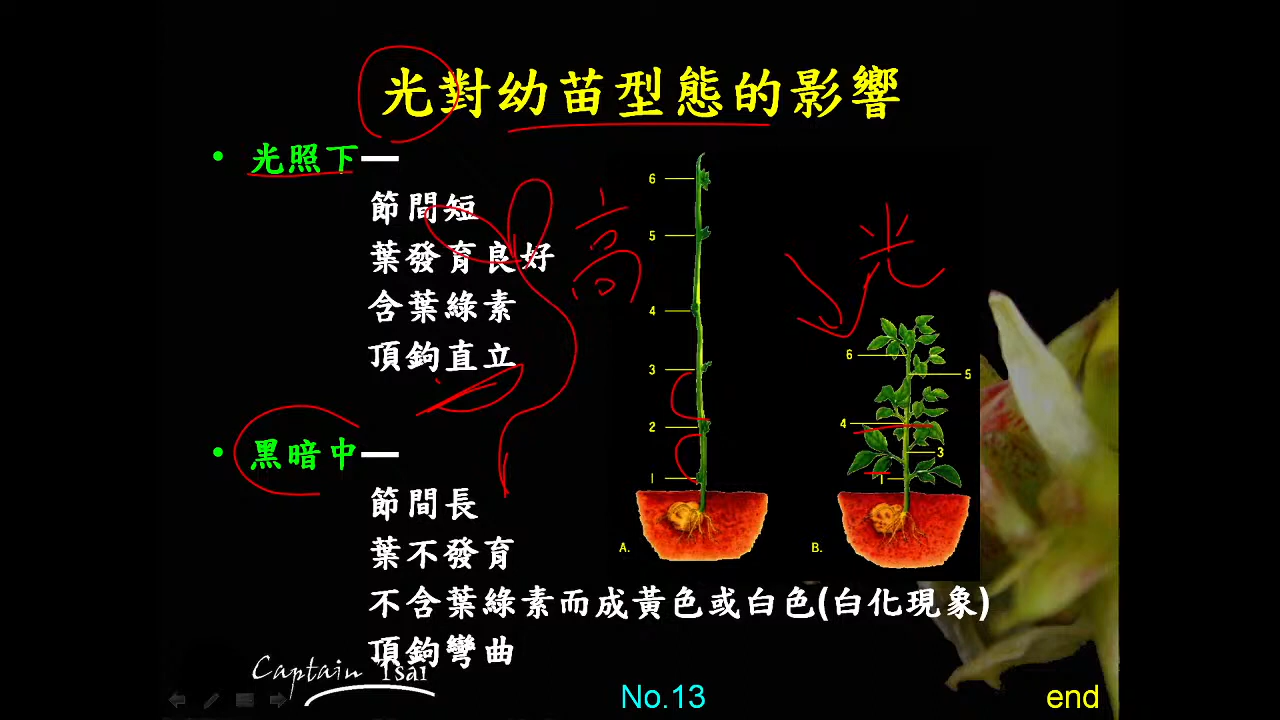 光對幼苗型態的影響
• 光照下—
節間短
葉發育良好
含葉綠素
頂鉤直立
• 黑暗中—
節間長
葉不發育
不含葉綠素而成黃色或白色(白化現象)
頂鉤彎曲
高
光
6
5
4
3
2
1
A.
6
5
4
3
1
B.
Captain Tsai
No.13
end